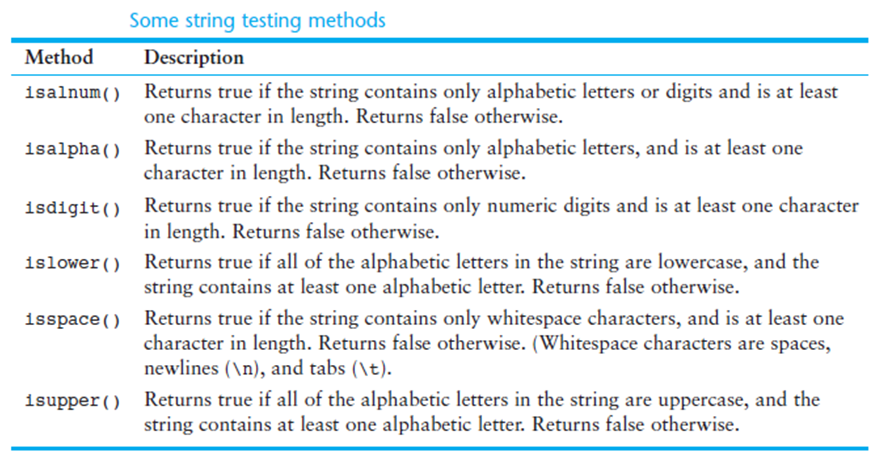 Some string testing methods
Method Description
isalnum() Returns true if the string contains only alphabetic letters or digits and is at least
one character in length. Returns false otherwise.
isalpha() Returns true if the string contains only alphabetic letters, and is at least one
character in length. Returns false otherwise.
isdigit() Returns true if the string contains only numeric digits and is at least one character
in length. Returns false otherwise.
islower() Returns true if all of the alphabetic letters in the string are lowercase, and the
string contains at least one alphabetic letter. Returns false otherwise.
isspace() Returns true if the string contains only whitespace characters, and is at least one
character in length. Returns false otherwise. (Whitespace characters are spaces,
newlines (\n), and tabs (\t).
isupper() Returns true if all of the alphabetic letters in the string are uppercase, and the
string contains at least one alphabetic letter. Returns false otherwise.